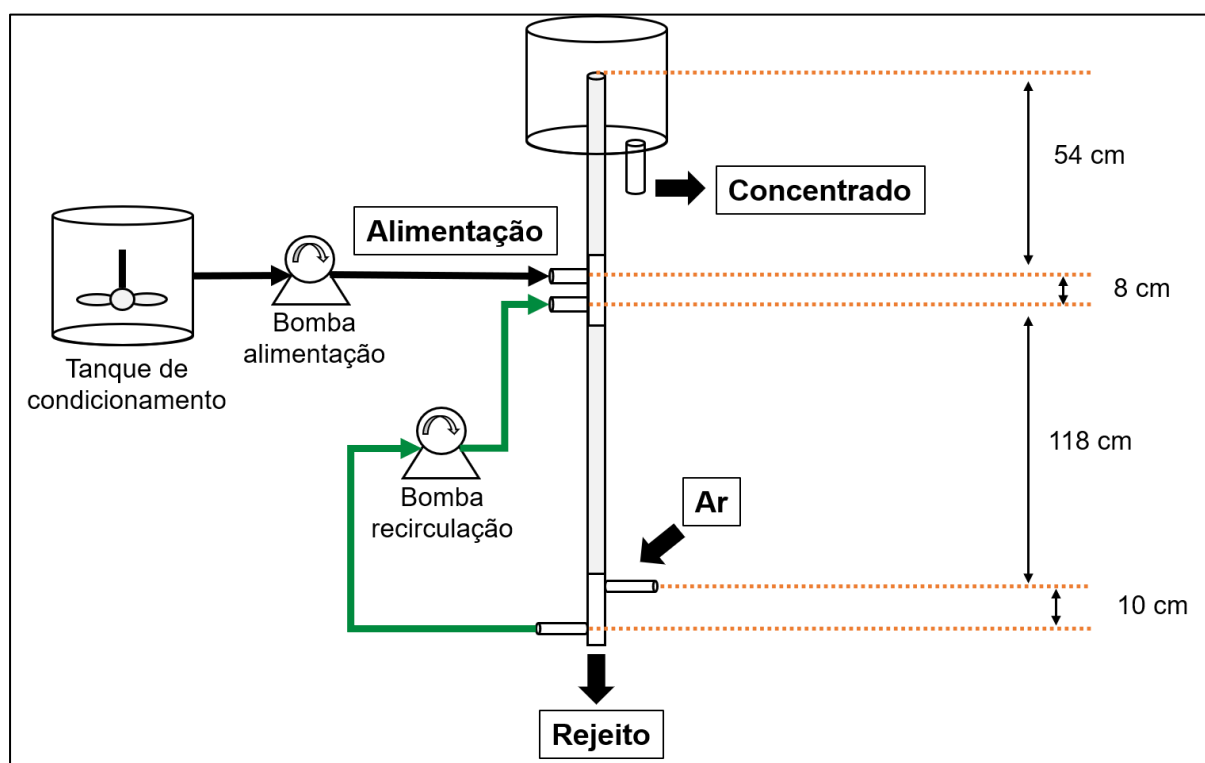 54 cm
Concentrado
Alimentação
8 cm
Bomba
alimentação
Tanque de
condicionamento
118 cm
Ar
Bomba
recirculação
10 cm
Rejeito